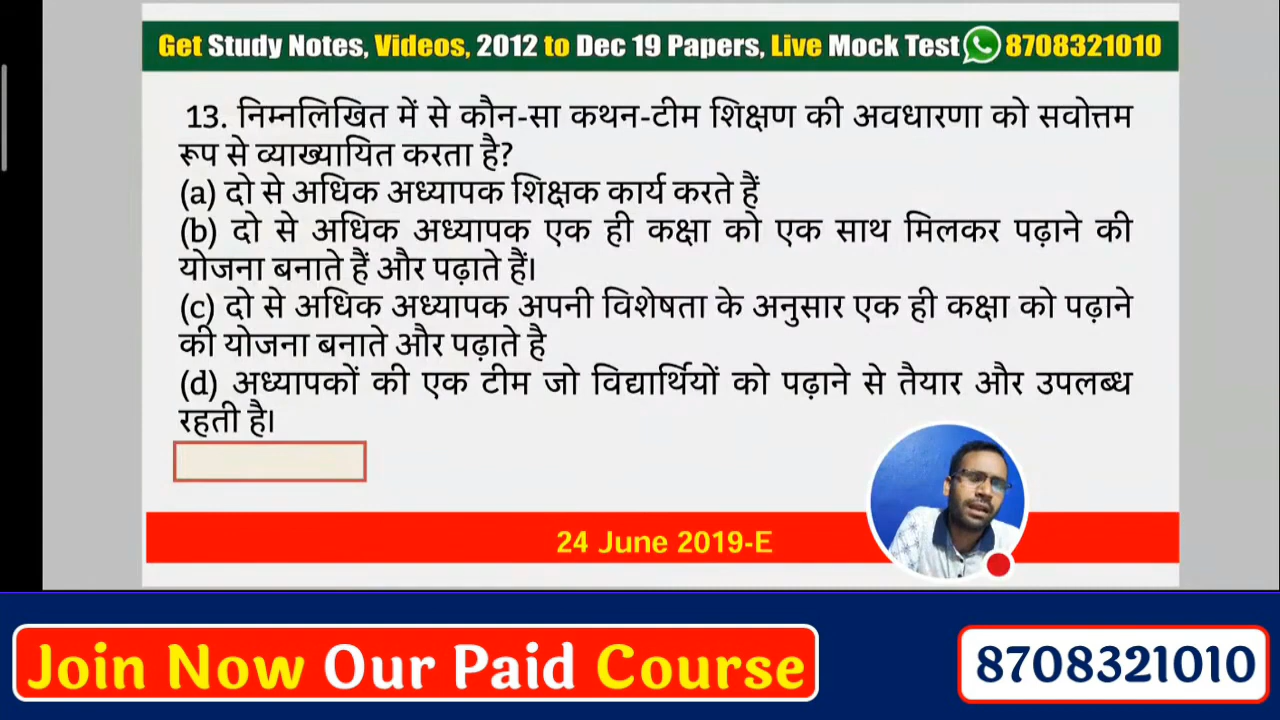 Get Study Notes, Videos, 2012 to Dec 19 Papers, Live Mock Test 8708321010
13. निम्नलिखित में से कौन-सा कथन-टीम शिक्षण की अवधारणा को सवोत्तम
रूप से व्याख्यायित करता है?
(a) दो से अधिक अध्यापक शिक्षक कार्य करते हैं
(b) दो से अधिक अध्यापक एक ही कक्षा को एक साथ मिलकर पढ़ाने की
योजना बनाते हैं और पढ़ाते हैं।
(c) दो से अधिक अध्यापक अपनी विशेषता के अनुसार एक ही कक्षा को पढ़ाने
की योजना बनाते और पढ़ाते है
(d) अध्यापकों की एक टीम जो विद्यार्थियों को पढ़ाने से तैयार और उपलब्ध
रहती है।
24 June 2019-E
Join Now Our Paid Course
8708321010